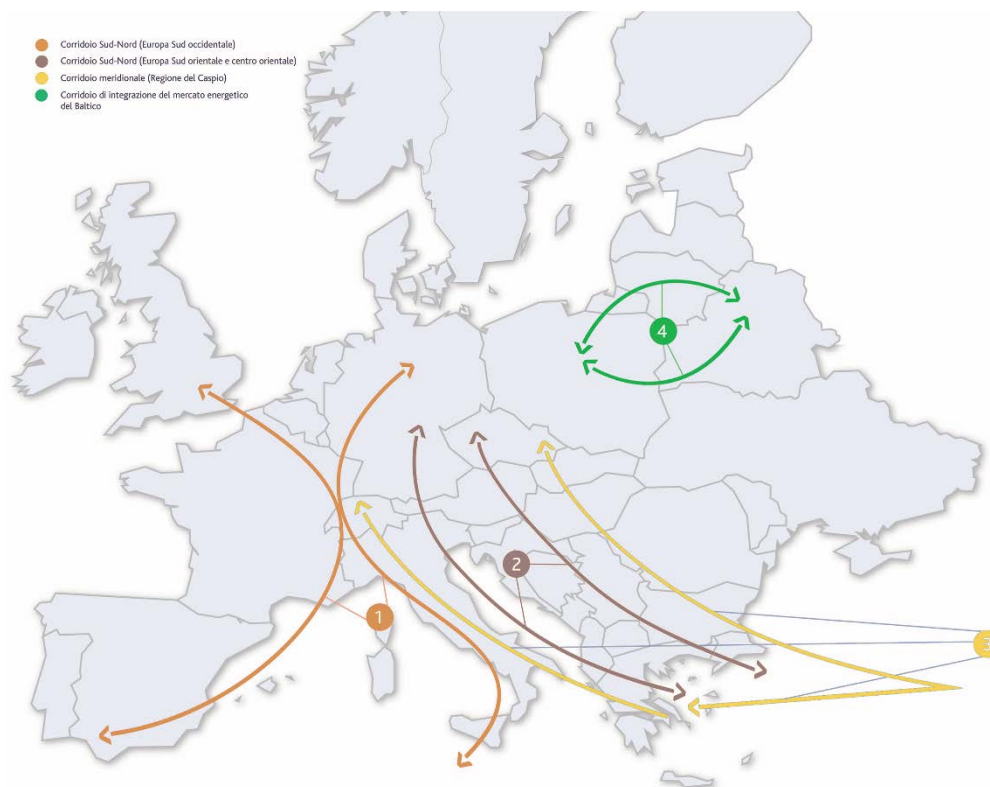 Corridoio Sud-Nord (Europa Sud occidentale)
Corridoio Sud-Nord (Europa Sud orientale e centro orientale)
Corridoio meridionale (Regione del Caspio)
Corridoio di integrazione del mercato energetico
del Baltico
4
2
1